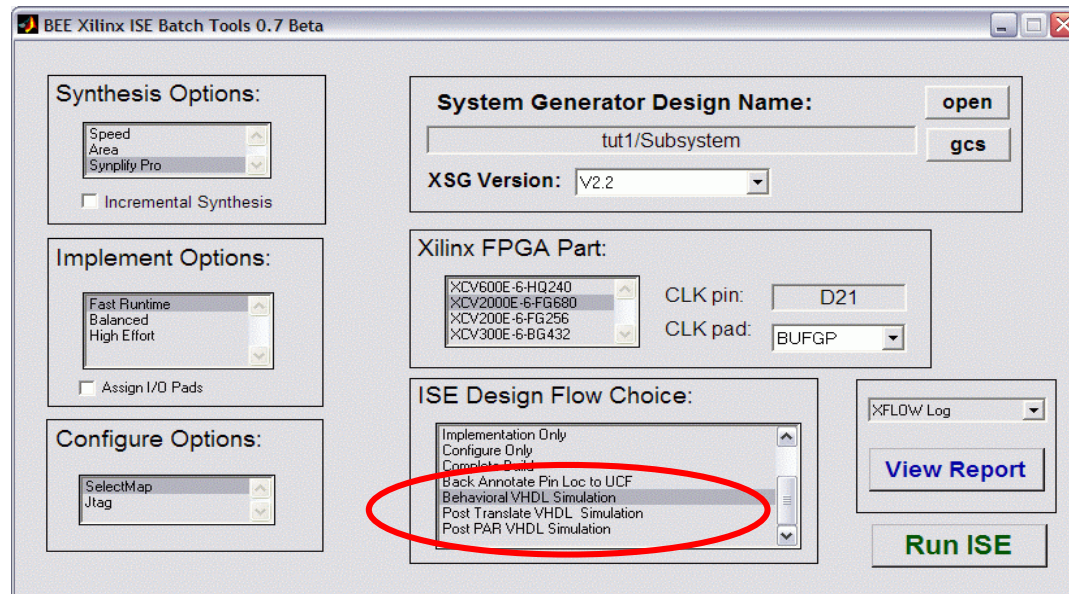 BEE Xilinx ISE Batch Tools 0.7 Beta
Synthesis Options:
Speed
Area
Synplify Pro
Incremental Synthesis
System Generator Design Name:
open
tut1/Subsystem
gcs
XSG Version:
V2.2
Implement Options:
Fast Runtime
Balanced
High Effort
Assign I/O Pads
Xilinx FPGA Part:
XCV600E-6-HQ240
XCV2000E-6-FG680
XCV200E-6-FG256
XCV300E-6-BG432
CLK pin:
D21
CLK pad:
BUFGP
Configure Options:
SelectMap
Jtag
ISE Design Flow Choice:
Implementation Only
Configure Only
Complete Build
Back Annotate Pin Loc to UCF
Behavioral VHDL Simulation
Post Translate VHDL Simulation
Post PAR VHDL Simulation
XFLOW Log
View Report
Run ISE